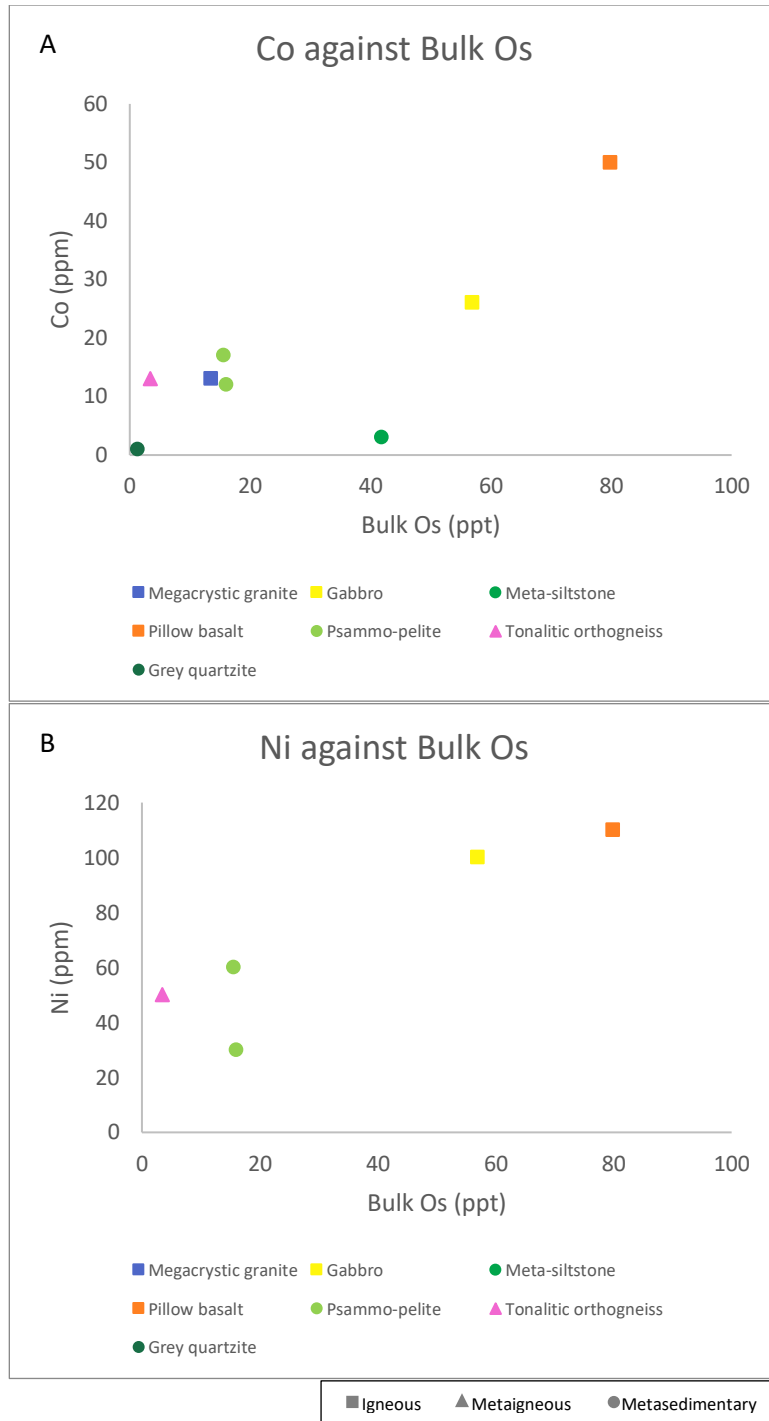 A
Co against Bulk Os
60
50
40
30
20
10
0
Co (ppm)
0 20 40 60 80 100
Bulk Os (ppt)
Megacrystic granite Gabbro Meta-siltstone
Pillow basalt Psammo-pelite Tonalitic orthogneiss
Grey quartzite
B
Ni against Bulk Os
120
100
80
60
40
20
0
Ni (ppm)
0 20 40 60 80 100
Bulk Os (ppt)
Megacrystic granite Gabbro Meta-siltstone
Pillow basalt Psammo-pelite Tonalitic orthogneiss
Grey quartzite
Igneous Metaigneous Metasedimentary